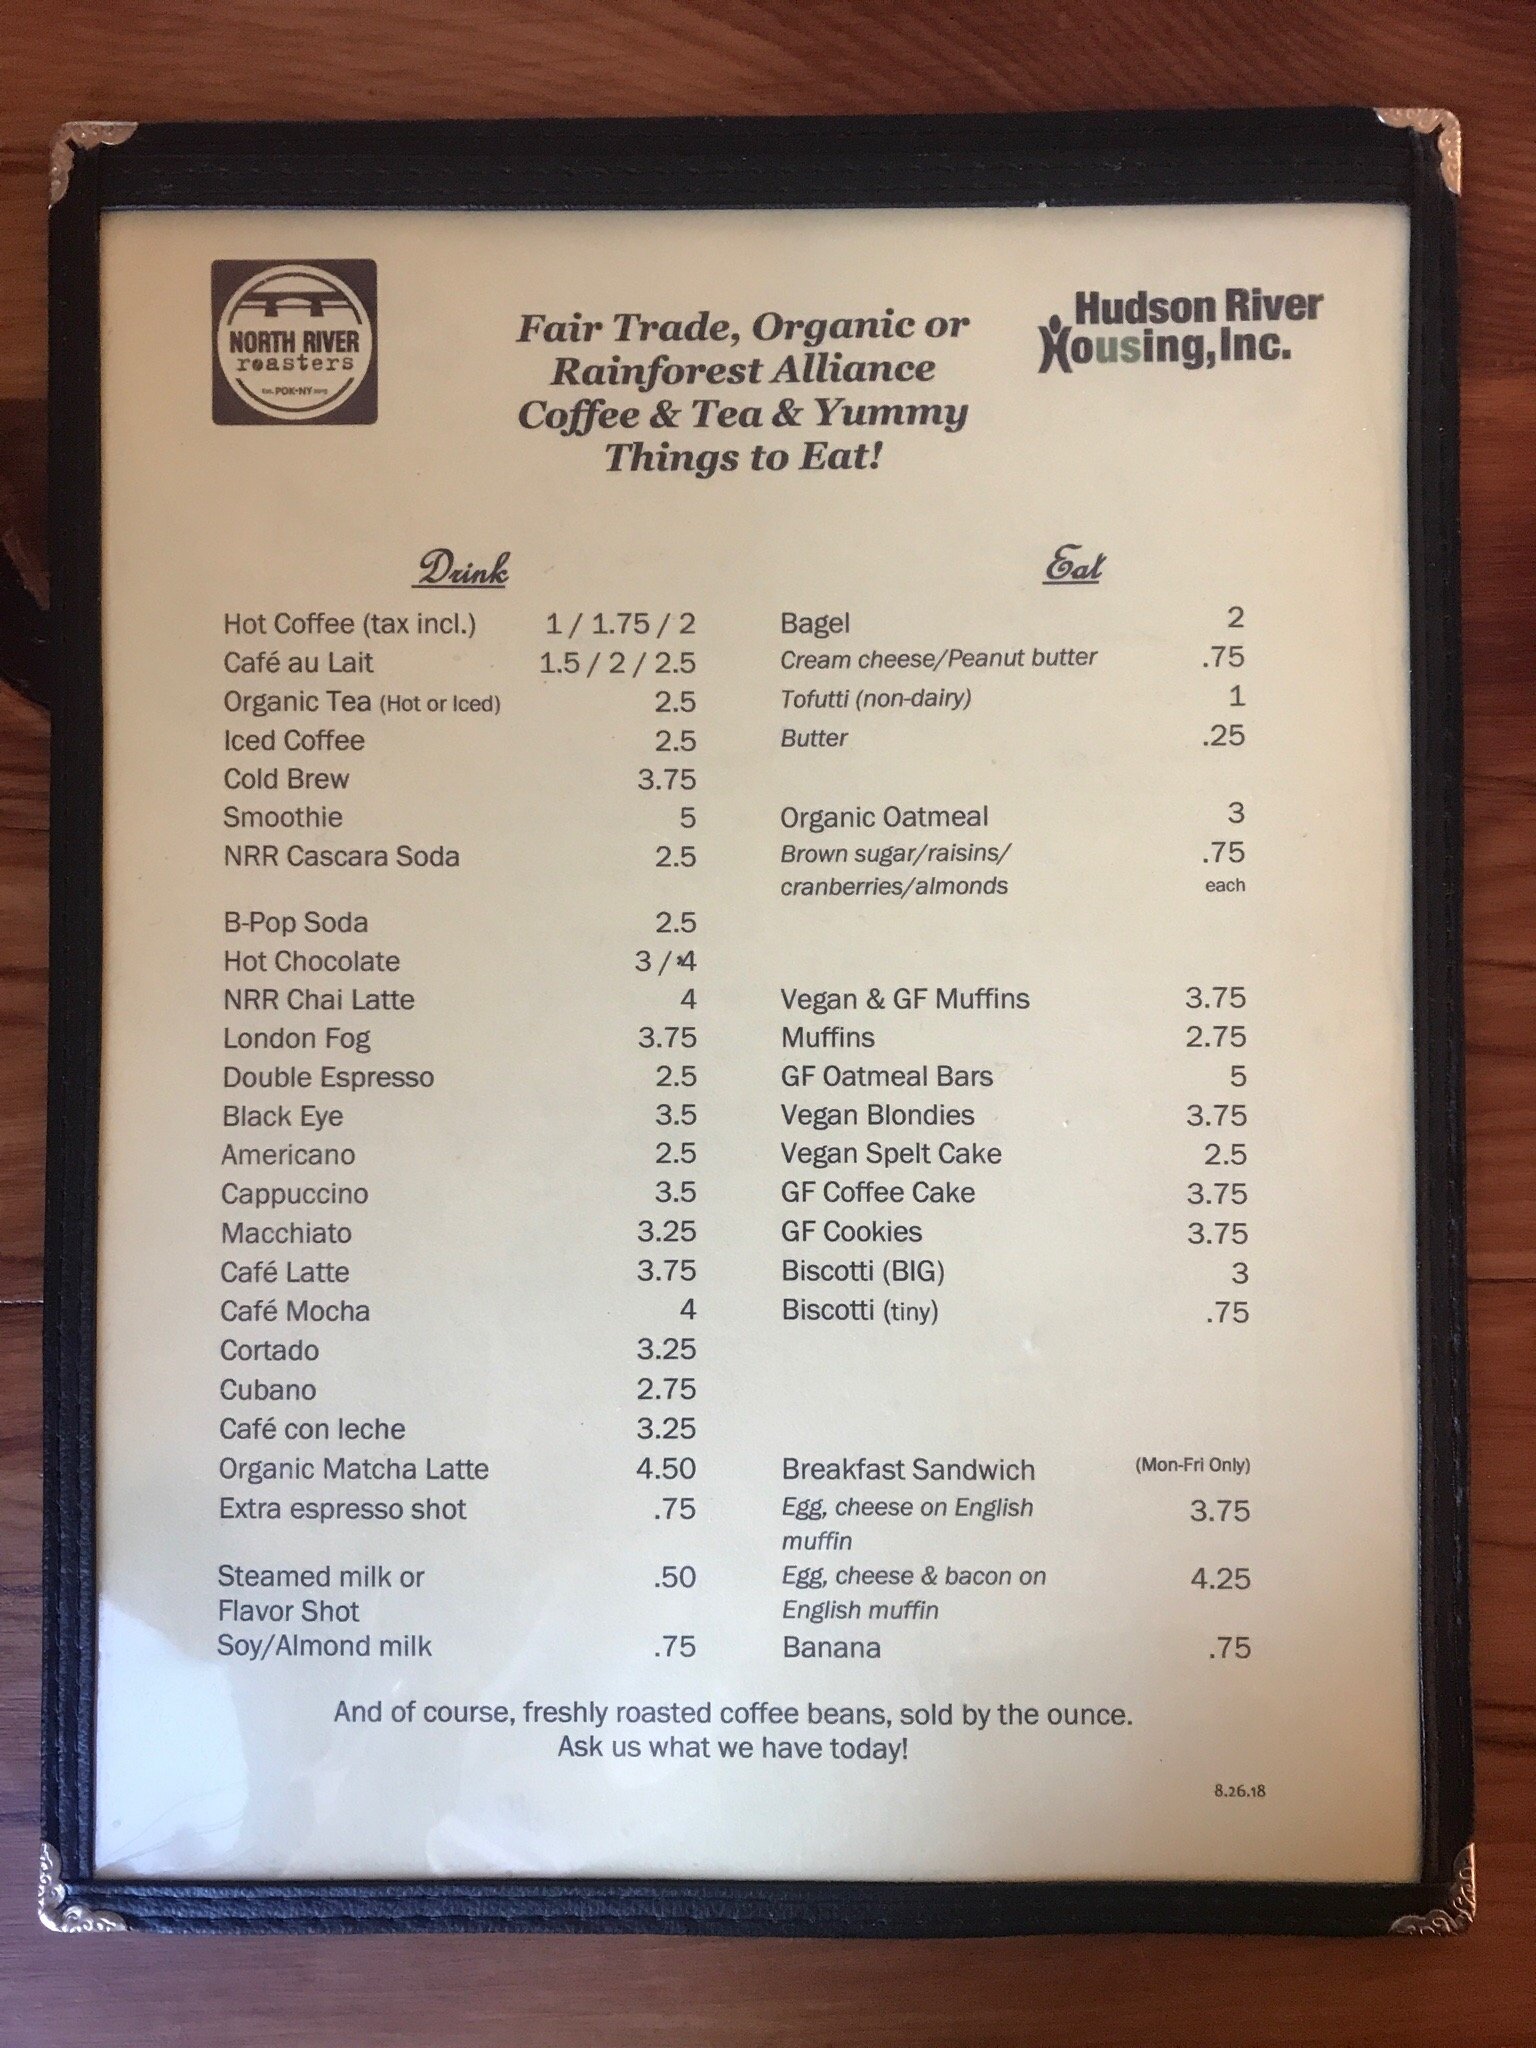 NORTH RIVER
roasters
Est. POK-NY 2013
Fair Trade, Organic or
Rainforest Alliance
Coffee & Tea & Yummy
Things to Eat!
Hudson River
Housing, Inc.
Drink
Hot Coffee (tax incl.) 1 / 1.75 / 2
Café au Lait 1.5 / 2 / 2.5
Organic Tea (Hot or Iced) 2.5
Iced Coffee 2.5
Cold Brew 3.75
Smoothie 5
NRR Cascara Soda 2.5
B-Pop Soda 2.5
Hot Chocolate 3 / 4
NRR Chai Latte 4
London Fog 3.75
Double Espresso 2.5
Black Eye 3.5
Americano 2.5
Cappuccino 3.5
Macchiato 3.25
Café Latte 3.75
Café Mocha 4
Cortado 3.25
Cubano 2.75
Café con leche 3.25
Organic Matcha Latte 4.50
Extra espresso shot .75
Steamed milk or .50
Flavor Shot
Soy/Almond milk .75
Eat
Bagel 2
Cream cheese/Peanut butter .75
Tofutti (non-dairy) 1
Butter .25
Organic Oatmeal 3
Brown sugar/raisins/ .75
cranberries/almonds each
Vegan & GF Muffins 3.75
Muffins 2.75
GF Oatmeal Bars 5
Vegan Blondies 3.75
Vegan Spelt Cake 2.5
GF Coffee Cake 3.75
GF Cookies 3.75
Biscotti (BIG) 3
Biscotti (tiny) .75
Breakfast Sandwich (Mon-Fri Only)
Egg, cheese on English 3.75
muffin
Egg, cheese & bacon on 4.25
English muffin
Banana .75
And of course, freshly roasted coffee beans, sold by the ounce.
Ask us what we have today!
8.26.18